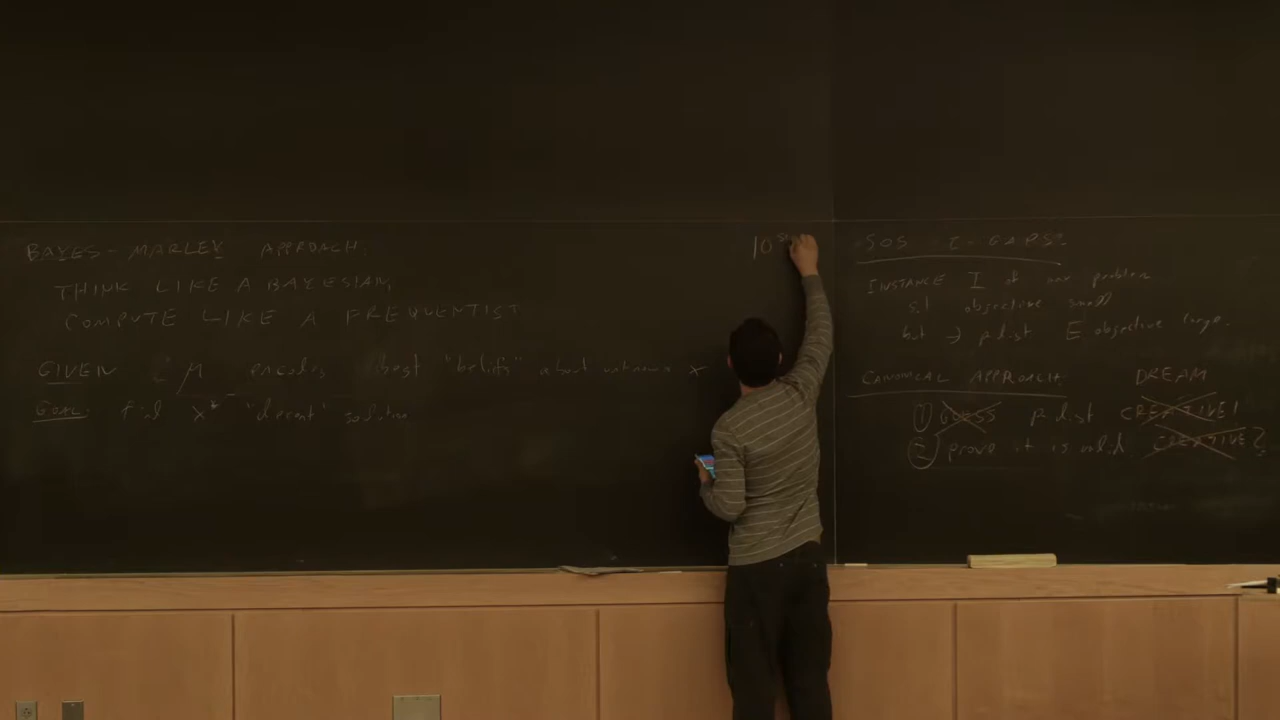 BAYES - MARLEY APPROACH.
THINK LIKE A BAYESIAN,
COMPUTE LIKE A FREQUENTIST
GIVEN μ encodes best "beliefs" about unknown x
GOAL: find x* "decent" solution
10
SOS GAPS
INSTANCE I of problem
s.t objective small
but ∃ p.dist E objective large.
CANONICAL APPROACH. DREAM
① GUESS p.dist CREATIVE!
② prove it is valid CREATIVE?